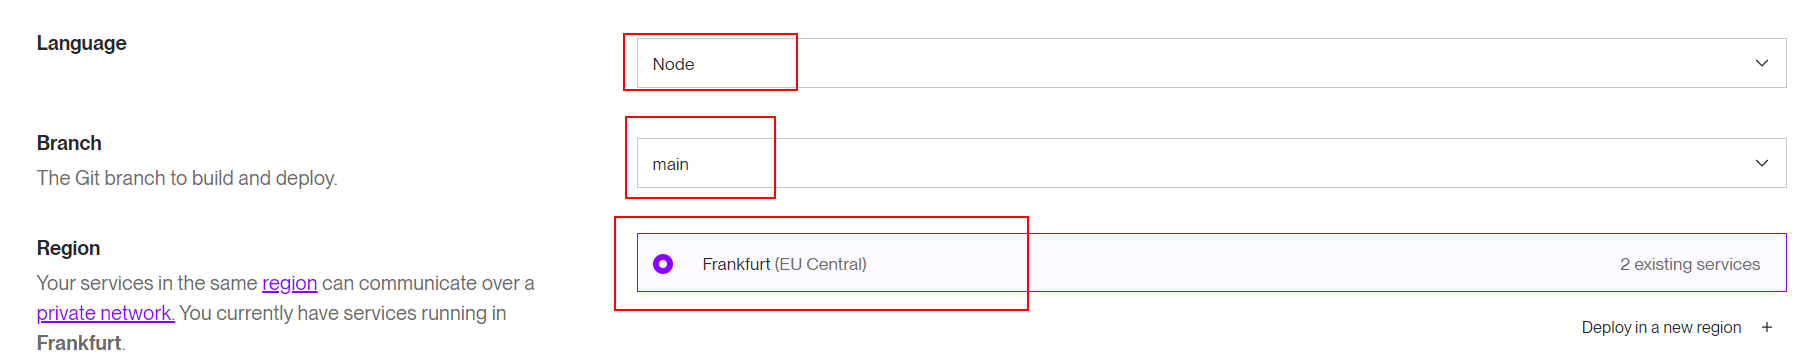 Language
Node
Branch
The Git branch to build and deploy.
main
Region
Your services in the same region can communicate over a
private network. You currently have services running in
Frankfurt.
Frankfurt (EU Central)
2 existing services
Deploy in a new region +